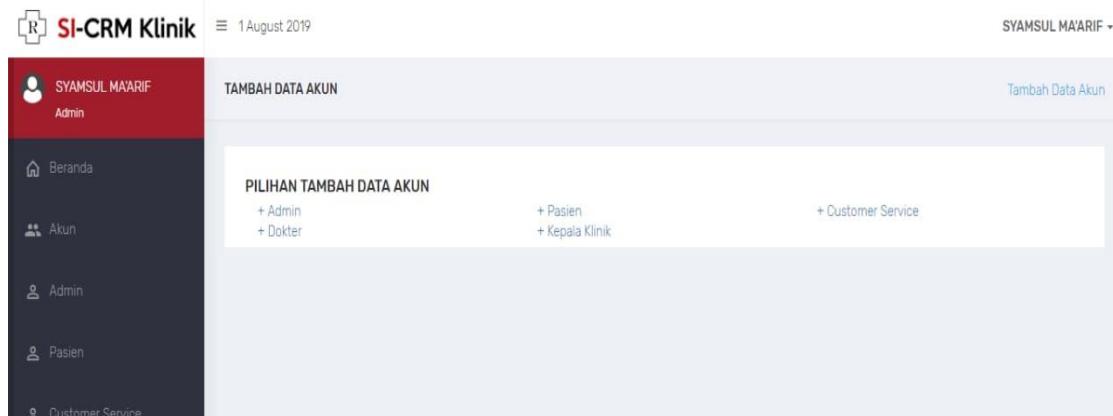 R SI-CRM Klinik
1 August 2019
SYAMSUL MA'ARIF
SYAMSUL MA'ARIF
Admin
TAMBAH DATA AKUN
Tambah Data Akun
Beranda
Akun
Admin
Pasien
Customer Service
PILIHAN TAMBAH DATA AKUN
+ Admin
+ Pasien
+ Customer Service
+ Dokter
+ Kepala Klinik